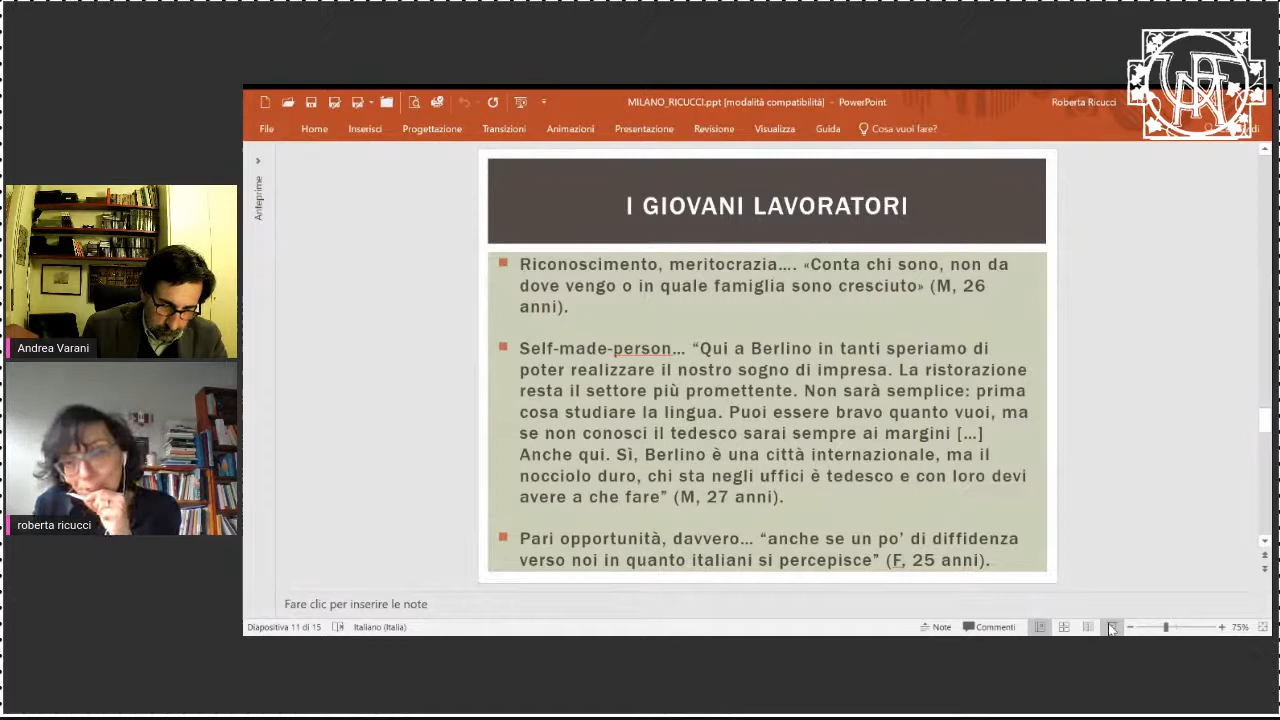 MILANO_RICUCCI.ppt [modalità compatibilità] - PowerPoint
Roberta Ricucci
File Home Inserisci Progettazione Transizioni Animazioni Presentazione Revisione Visualizza Guida Cosa vuoi fare?
Anteprime
I GIOVANI LAVORATORI
Riconoscimento, meritocrazia…. «Conta chi sono, non da
dove vengo o in quale famiglia sono cresciuto» (M, 26
anni).
Self-made-person… “Qui a Berlino in tanti speriamo di
poter realizzare il nostro sogno di impresa. La ristorazione
resta il settore più promettente. Non sarà semplice: prima
cosa studiare la lingua. Puoi essere bravo quanto vuoi, ma
se non conosci il tedesco sarai sempre ai margini […]
Anche qui. Sì, Berlino è una città internazionale, ma il
nocciolo duro, chi sta negli uffici è tedesco e con loro devi
avere a che fare” (M, 27 anni).
Pari opportunità, davvero… “anche se un po’ di diffidenza
verso noi in quanto italiani si percepisce” (F, 25 anni).
Andrea Varani
roberta ricucci
Fare clic per inserire le note
Diapositiva 11 di 15 Italiano (Italia) Note Commenti 75%